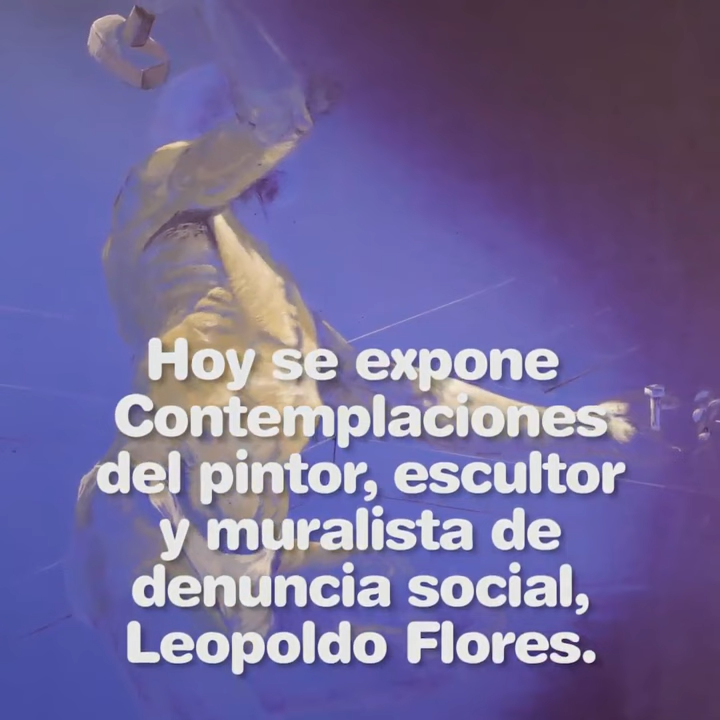 Hoy se expone
Contemplaciones
del pintor, escultor
y muralista de
denuncia social,
Leopoldo Flores.